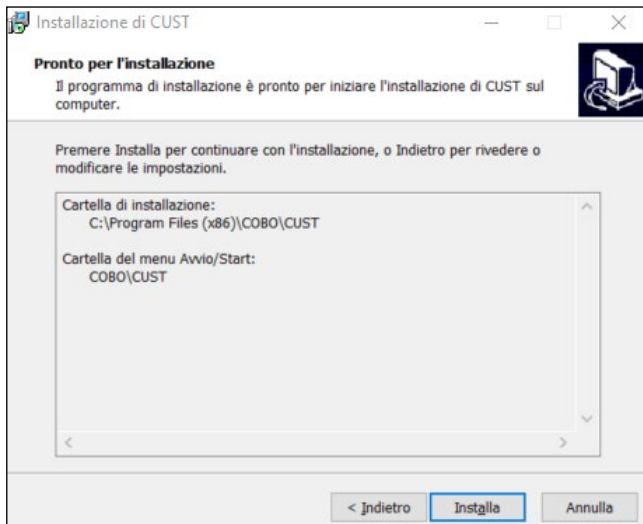 Installazione di CUST
Pronto per l'installazione
Il programma di installazione è pronto per iniziare l'installazione di CUST sul
computer.
Premere Installa per continuare con l'installazione, o Indietro per rivedere o
modificare le impostazioni.
Cartella di installazione:
C:\Program Files (x86)\COBO\CUST
Cartella del menu Avvio/Start:
COBO\CUST
< Indietro
Installa
Annulla